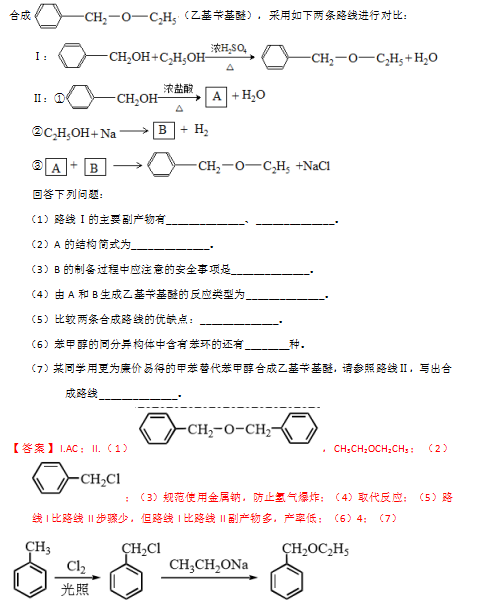 合成 CH₂—O—C₂H₅（乙基苄基醚），采用如下两条路线进行对比：
Ⅰ： CH₂OH+C₂H₅OH 浓H₂SO₄ △ CH₂—O—C₂H₅+H₂O
Ⅱ：① CH₂OH 浓盐酸 △ A + H₂O
②C₂H₅OH+Na B + H₂
③ A + B CH₂—O—C₂H₅ +NaCl
回答下列问题：
（1）路线Ⅰ的主要副产物有______________、______________。
（2）A 的结构简式为______________。
（3）B 的制备过程中应注意的安全事项是______________。
（4）由 A 和 B 生成乙基苄基醚的反应类型为______________。
（5）比较两条合成路线的优缺点：______________。
（6）苯甲醇的同分异构体中含有苯环的还有________种。
（7）某同学用更为廉价易得的甲苯替代苯甲醇合成乙基苄基醚，请参照路线Ⅱ，写出合
成路线______________。
【答案】I.AC；II.（1） CH₂—O—CH₂ ，CH₃CH₂OCH₂CH₃；（2）
CH₂Cl ；（3）规范使用金属钠，防止氢气爆炸；（4）取代反应；（5）路
线 I 比路线 II 步骤少，但路线 I 比路线 II 副产物多，产率低；（6）4；（7）
CH₃ Cl₂ 光照 CH₂Cl CH₃CH₂ONa CH₂OC₂H₅